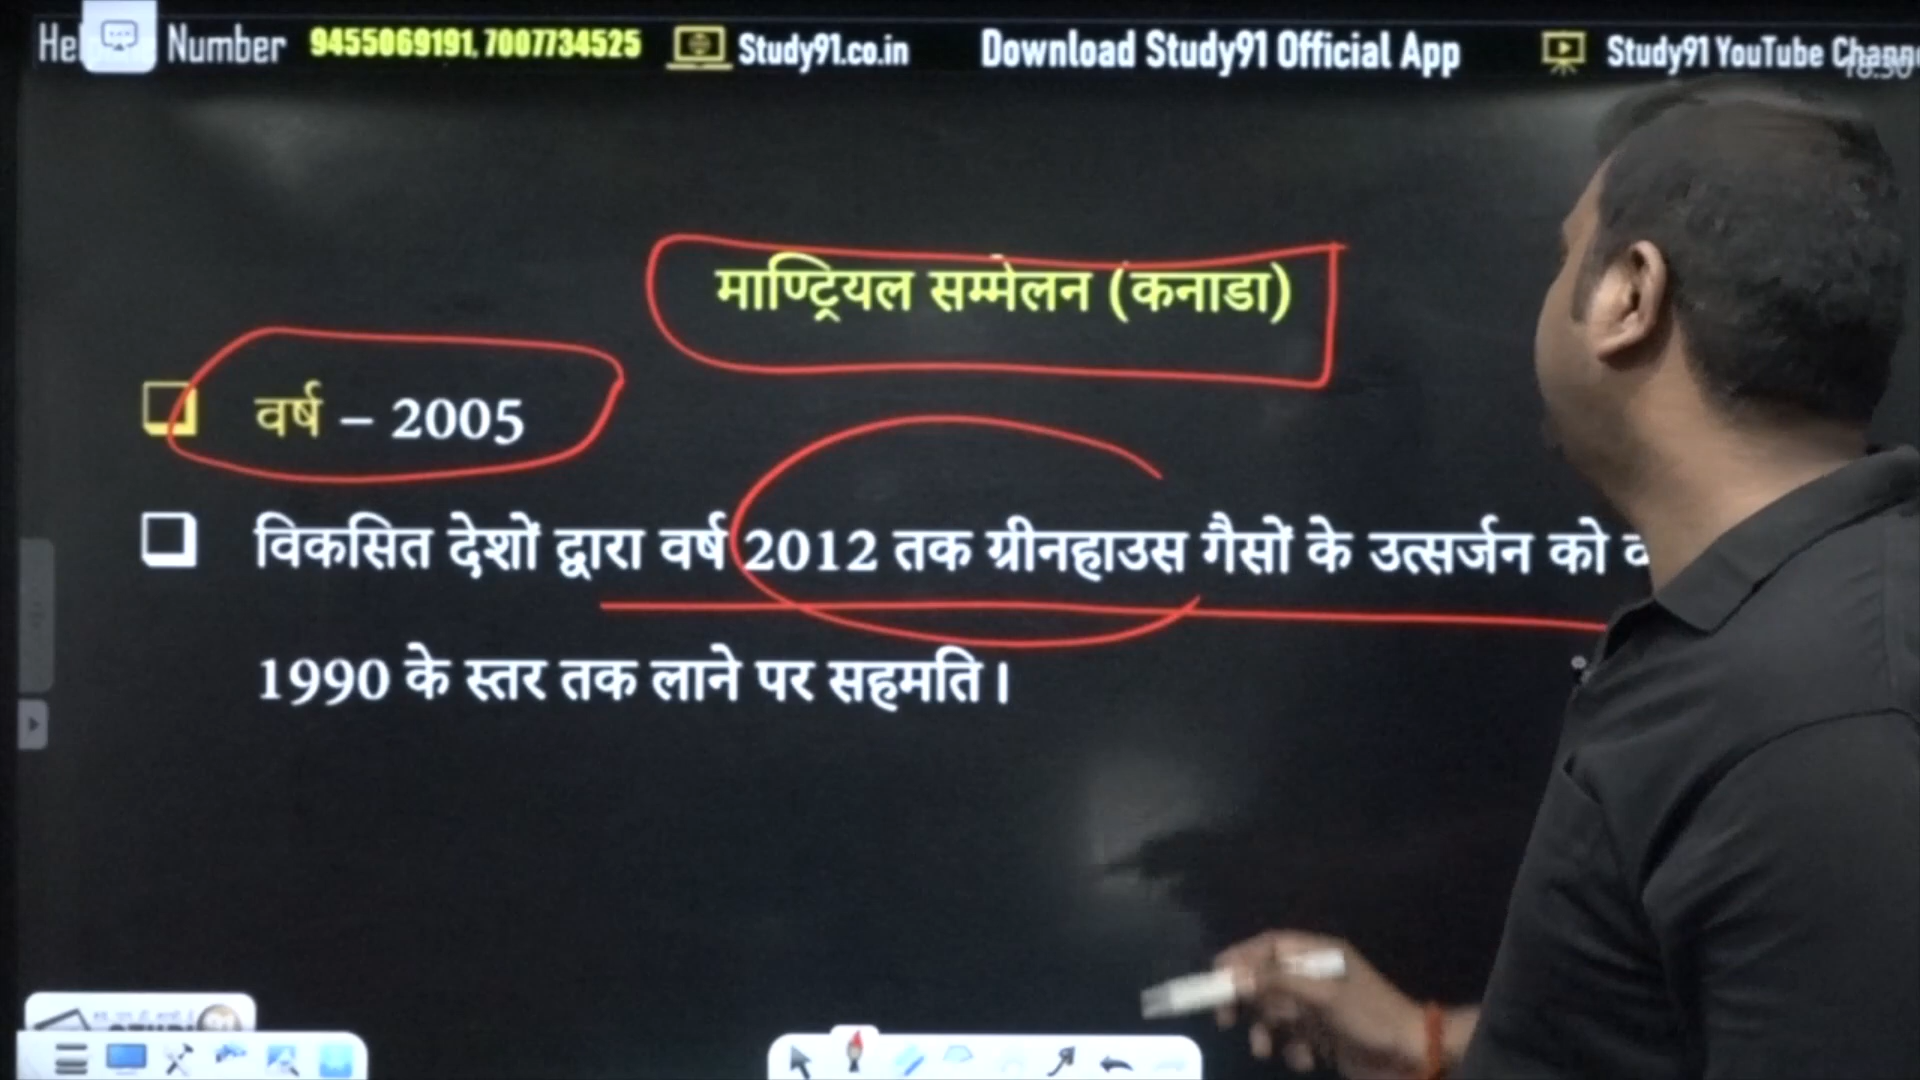 Number 9455069191, 7007734525 Study91.co.in Download Study91 Official App Study91 YouTube
माण्ट्रियल सम्मेलन (कनाडा)
वर्ष – 2005
विकसित देशों द्वारा वर्ष 2012 तक ग्रीनहाउस गैसों के उत्सर्जन को
1990 के स्तर तक लाने पर सहमति।